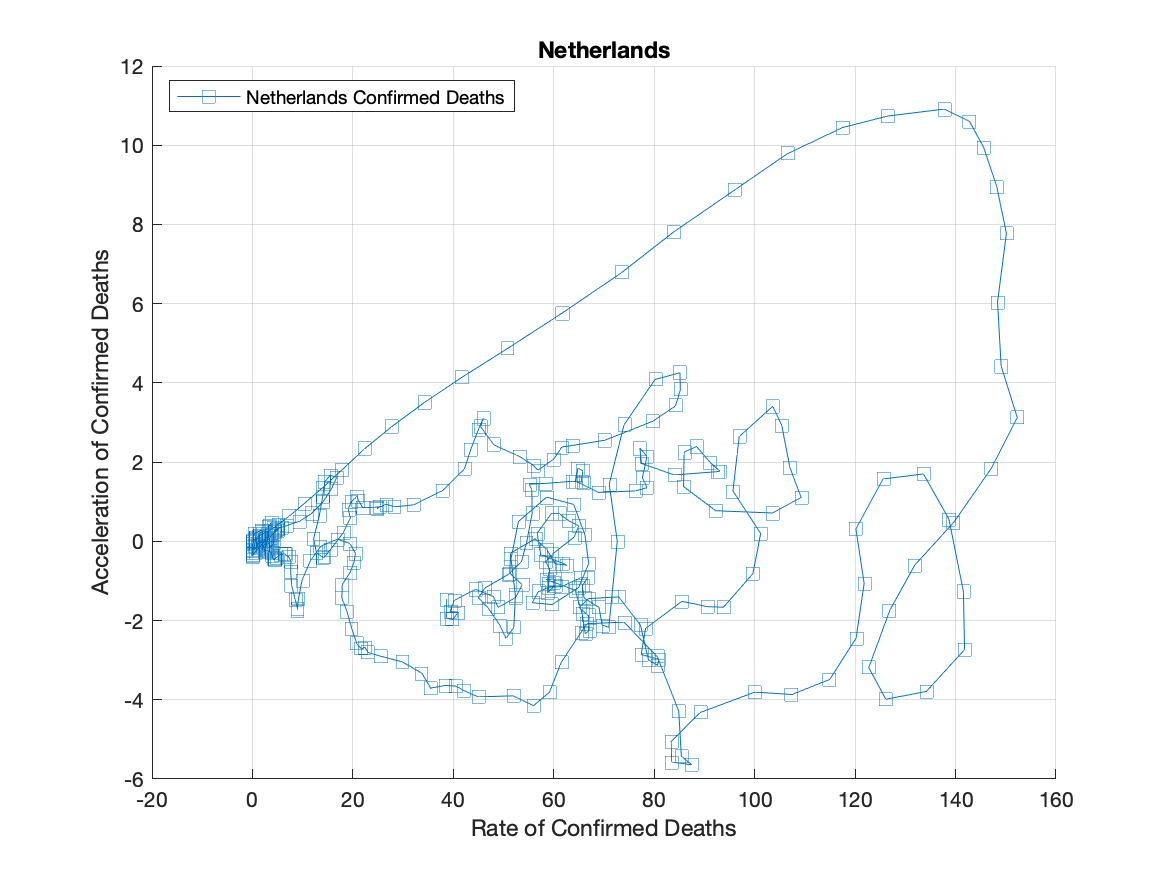 Netherlands
Netherlands Confirmed Deaths
Acceleration of Confirmed Deaths
12
10
8
6
4
2
0
-2
-4
-6
-20 0 20 40 60 80 100 120 140 160
Rate of Confirmed Deaths